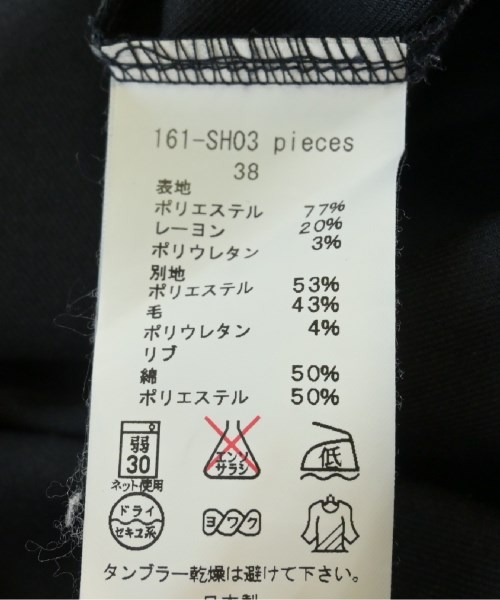 161-SH03 pieces
38
表地
ポリエステル 77%
レーヨン 20%
ポリウレタン 3%
別地
ポリエステル 53%
毛 43%
ポリウレタン 4%
リブ
綿 50%
ポリエステル 50%
弱 エンソ 低
30 サラシ
ネット使用
ドライ ヨワク
セキユ系
タンブラー乾燥は避けて下さい。
日本製